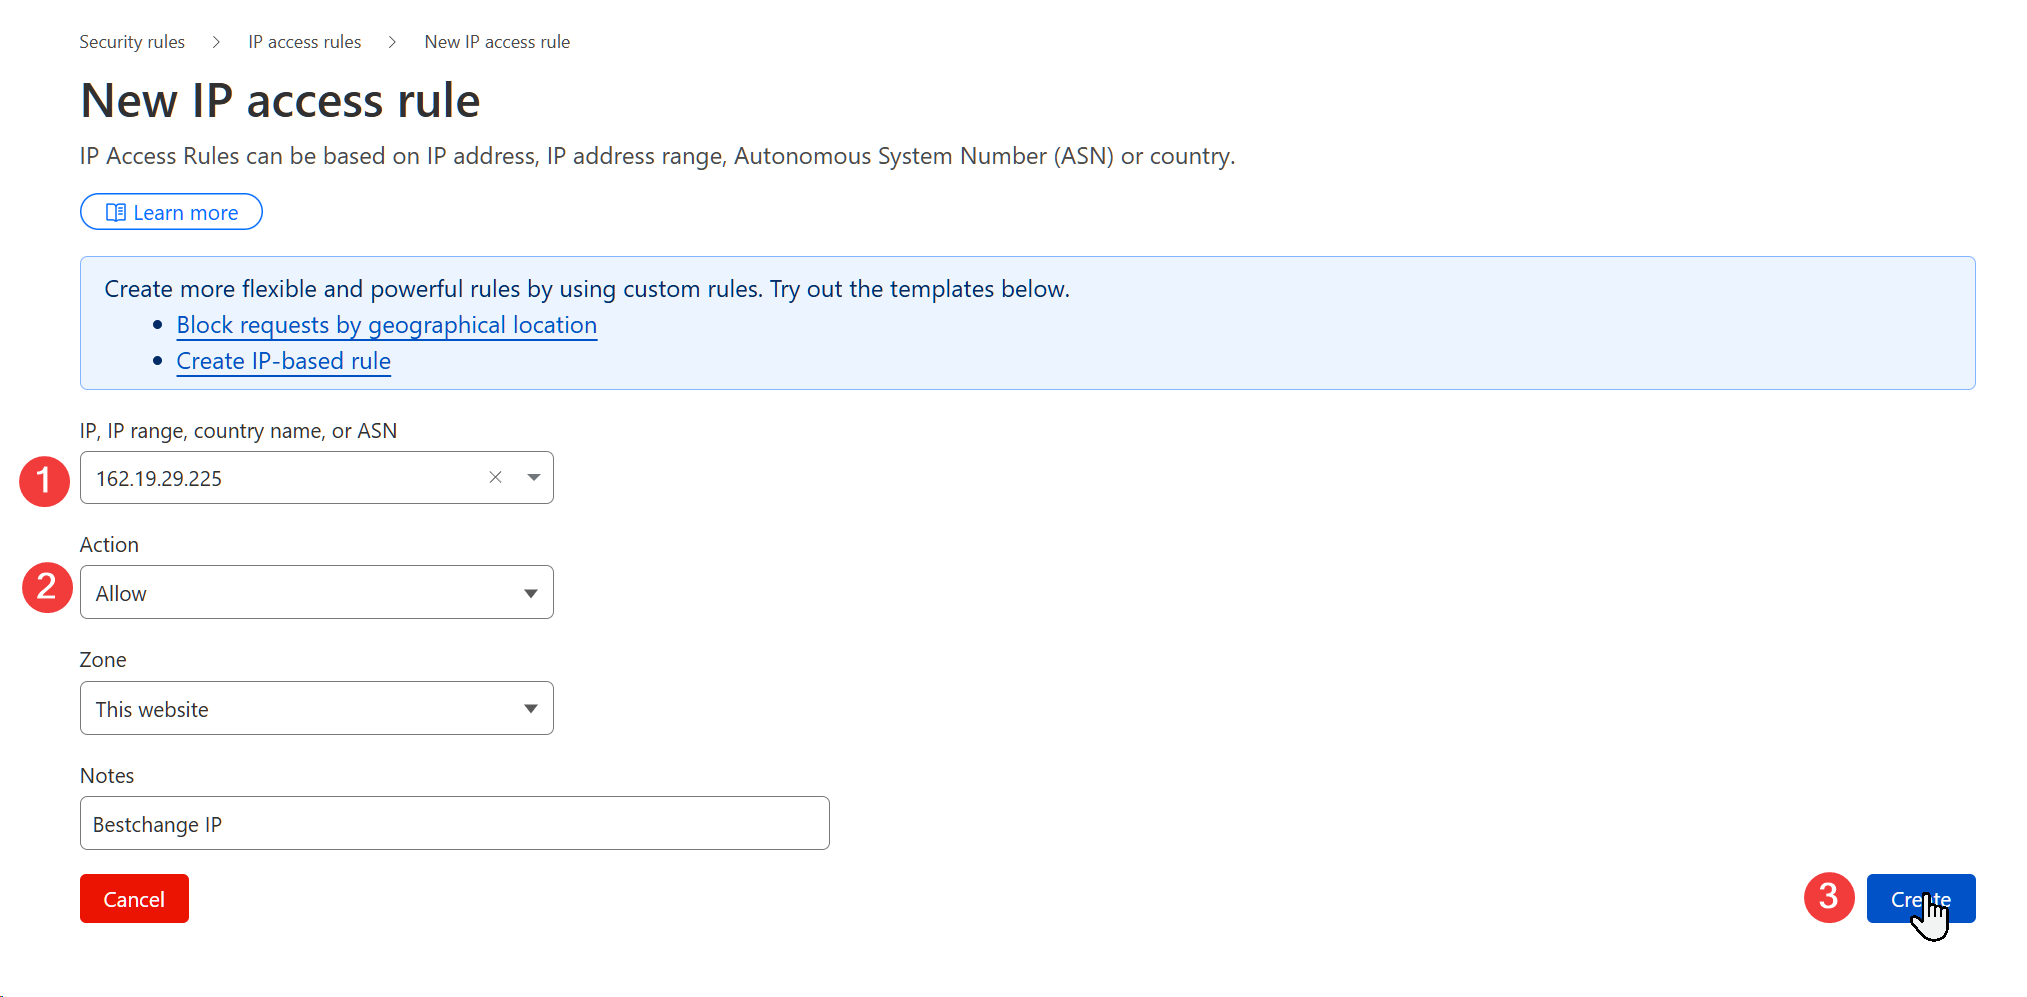 Security rules > IP access rules > New IP access rule
New IP access rule
IP Access Rules can be based on IP address, IP address range, Autonomous System Number (ASN) or country.
Learn more
Create more flexible and powerful rules by using custom rules. Try out the templates below.
• Block requests by geographical location
• Create IP-based rule
IP, IP range, country name, or ASN
1 162.19.29.225
Action
2 Allow
Zone
This website
Notes
Bestchange IP
Cancel
3 Create